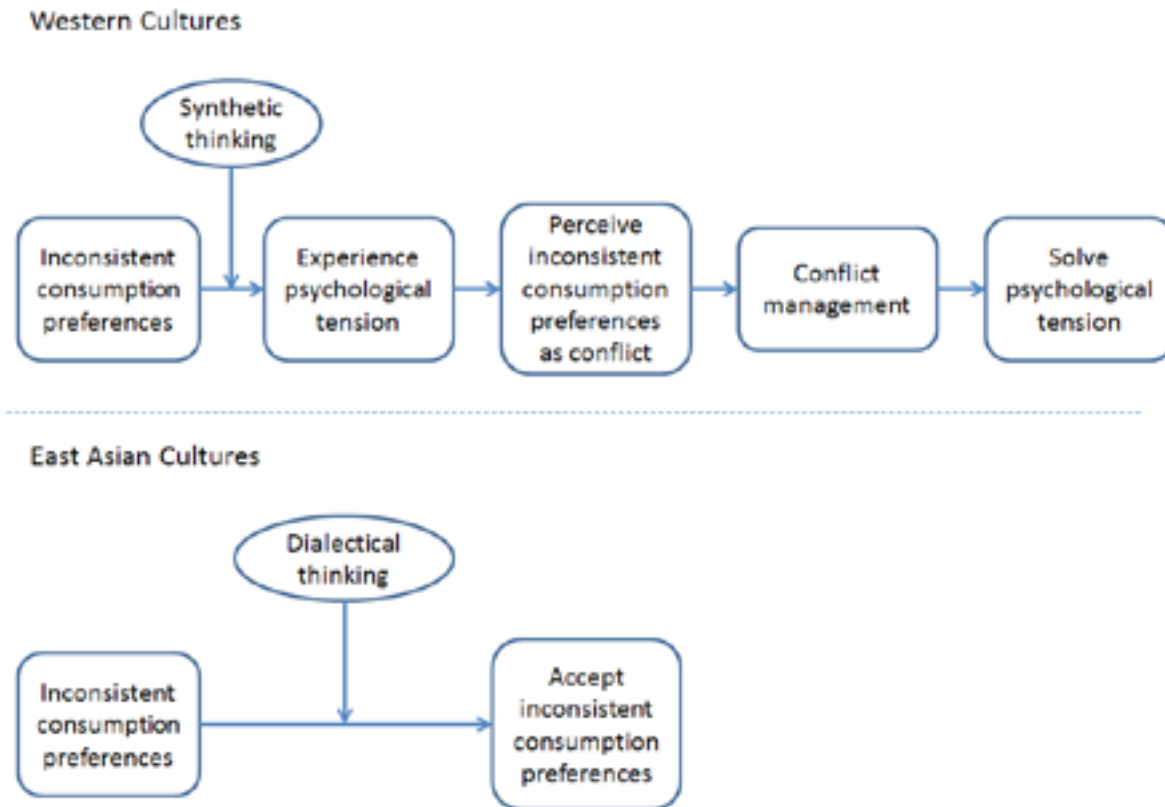 Western Cultures
Synthetic
thinking
Inconsistent
consumption
preferences
Experience
psychological
tension
Perceive
inconsistent
consumption
preferences
as conflict
Conflict
management
Solve
psychological
tension
East Asian Cultures
Dialectical
thinking
Inconsistent
consumption
preferences
Accept
inconsistent
consumption
preferences